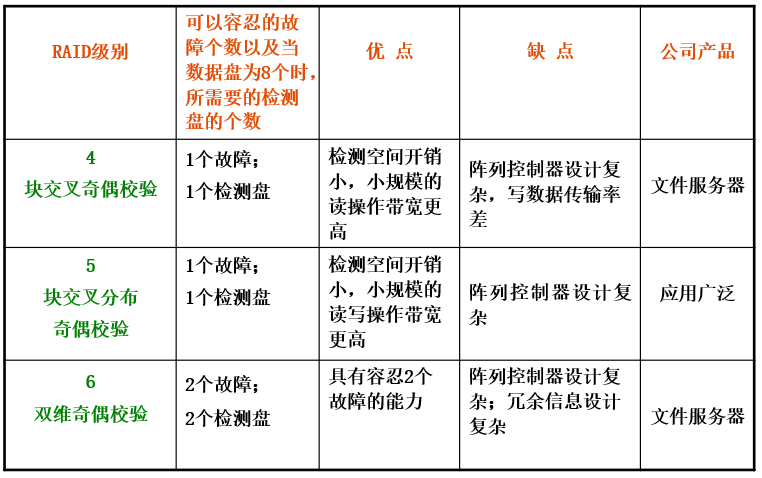 RAID级别
可以容忍的故
障个数以及当
数据盘为8个时,
所需要的检测
盘的个数
优 点
缺 点
公司产品
4
块交叉奇偶校验
1个故障;
1个检测盘
检测空间开销
小，小规模的
读操作带宽更
高
阵列控制器设计复
杂，写数据传输率
差
文件服务器
5
块交叉分布
奇偶校验
1个故障;
1个检测盘
检测空间开销
小，小规模的
读写操作带宽
更高
阵列控制器设计复
杂
应用广泛
6
双维奇偶校验
2个故障;
2个检测盘
具有容忍2个
故障的能力
阵列控制器设计复
杂；冗余信息设计
复杂
文件服务器